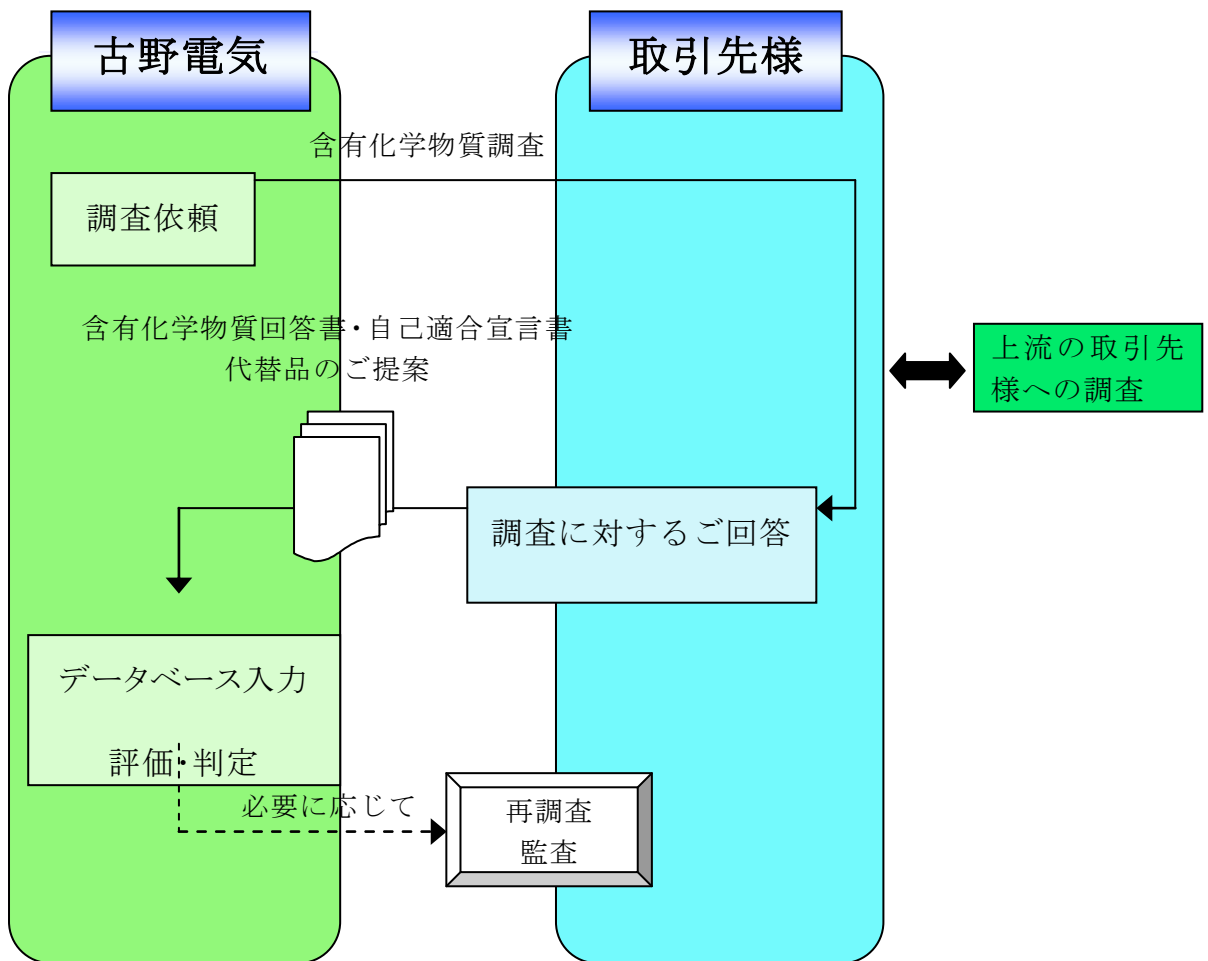 古野電気
取引先様
含有化学物質調査
調査依頼
含有化学物質回答書・自己適合宣言書
代替品のご提案
上流の取引先
様への調査
調査に対するご回答
データベース入力
評価・判定
必要に応じて
再調査
監査